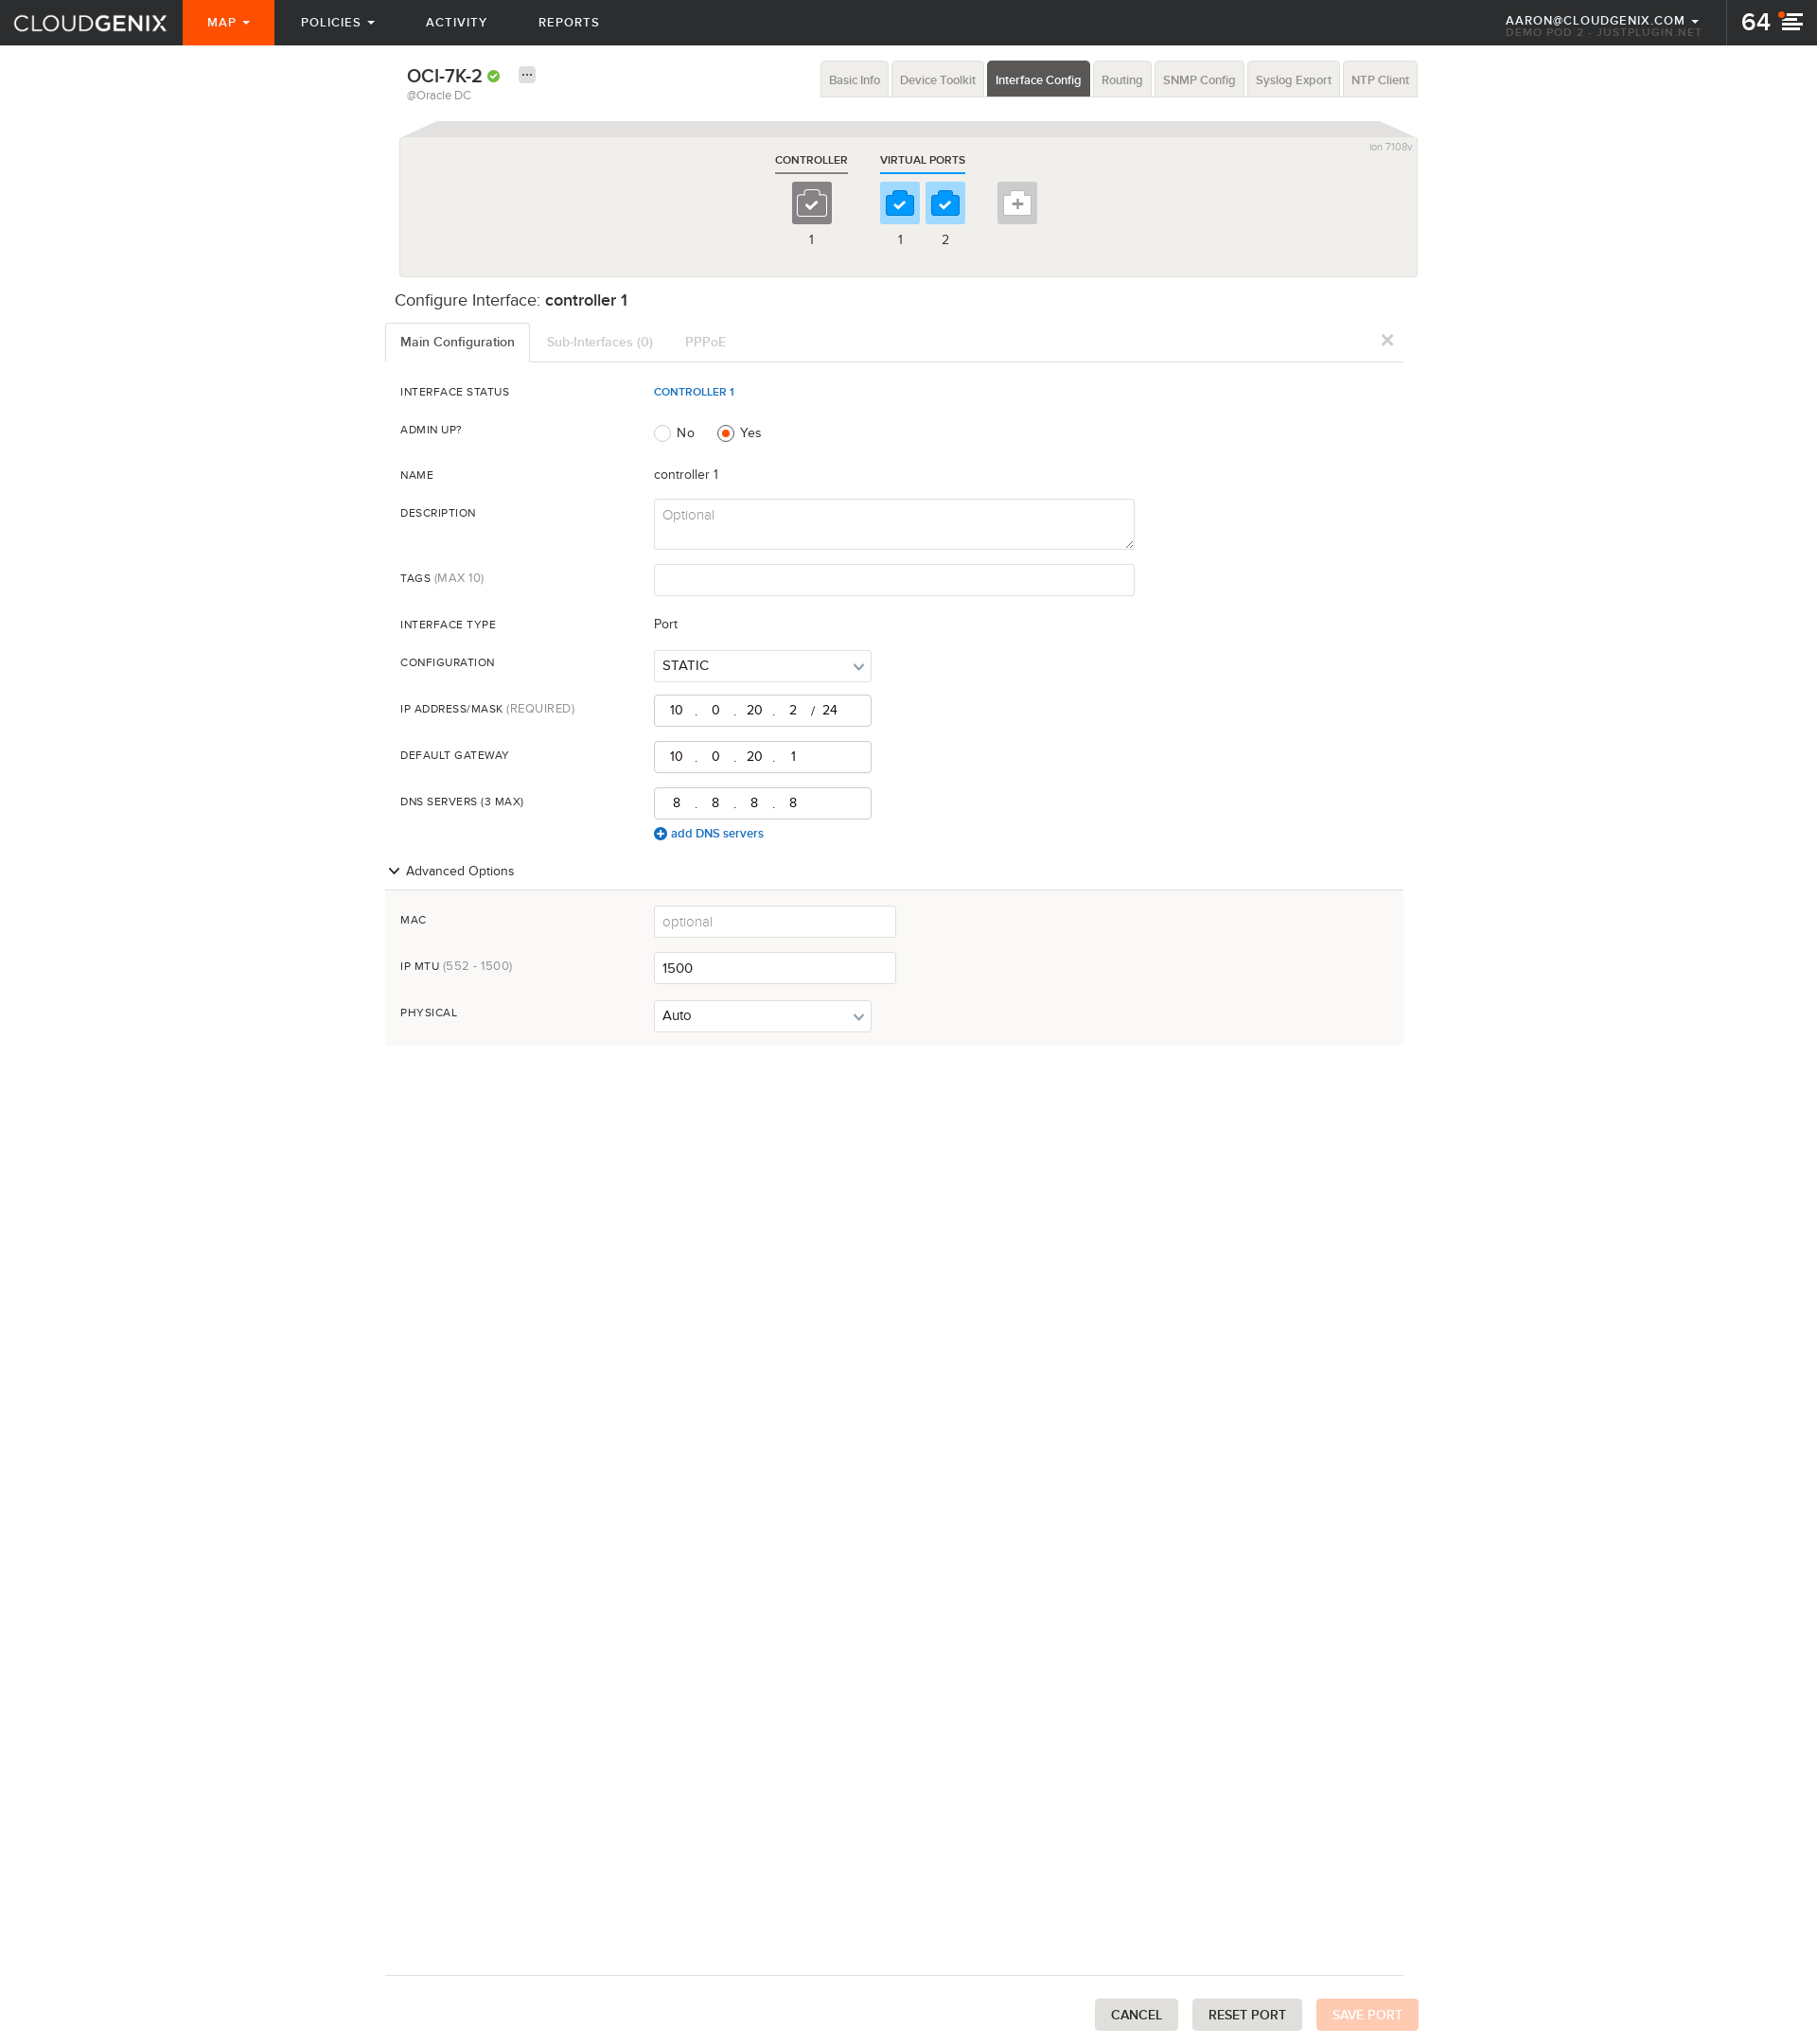 CLOUDGENIX MAP POLICIES ACTIVITY REPORTS AARON@CLOUDGENIX.COM 64
DEMO POD 2 - JUSTPLUGIN.NET
OCI-7K-2
@Oracle DC
Basic Info Device Toolkit Interface Config Routing SNMP Config Syslog Export NTP Client
ion 7108v
CONTROLLER VIRTUAL PORTS
1 1 2
Configure Interface: controller 1
Main Configuration Sub-Interfaces (0) PPPoE
INTERFACE STATUS CONTROLLER 1
ADMIN UP? No Yes
NAME controller 1
DESCRIPTION Optional
TAGS (MAX 10)
INTERFACE TYPE Port
CONFIGURATION STATIC
IP ADDRESS/MASK (REQUIRED) 10 . 0 . 20 . 2 / 24
DEFAULT GATEWAY 10 . 0 . 20 . 1
DNS SERVERS (3 MAX) 8 . 8 . 8 . 8
add DNS servers
Advanced Options
MAC optional
IP MTU (552 - 1500) 1500
PHYSICAL Auto
CANCEL RESET PORT SAVE PORT